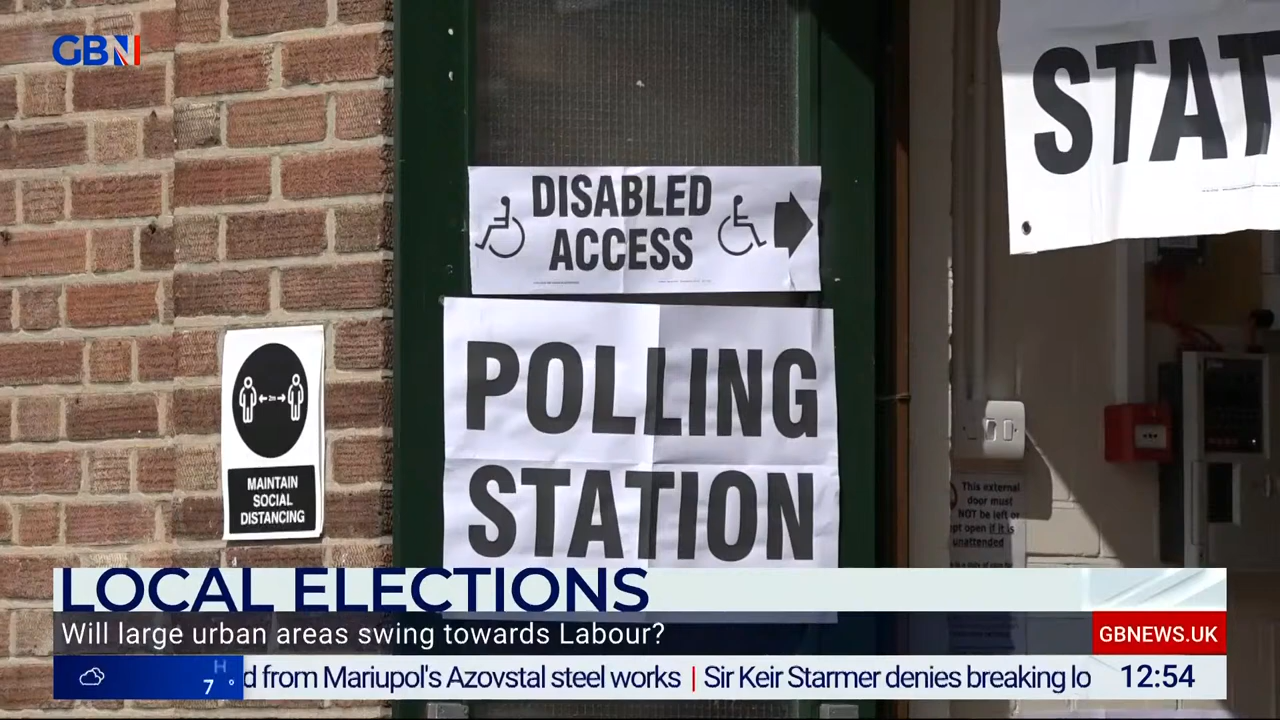 GBN
STAT
DISABLED
ACCESS
POLLING
STATION
2m
MAINTAIN
SOCIAL
DISTANCING
This external
door must
NOT be left or
pt open if it is
unattended
LOCAL ELECTIONS
Will large urban areas swing towards Labour?
GBNEWS.UK
H
7°
d from Mariupol's Azovstal steel works | Sir Keir Starmer denies breaking lo
12:54